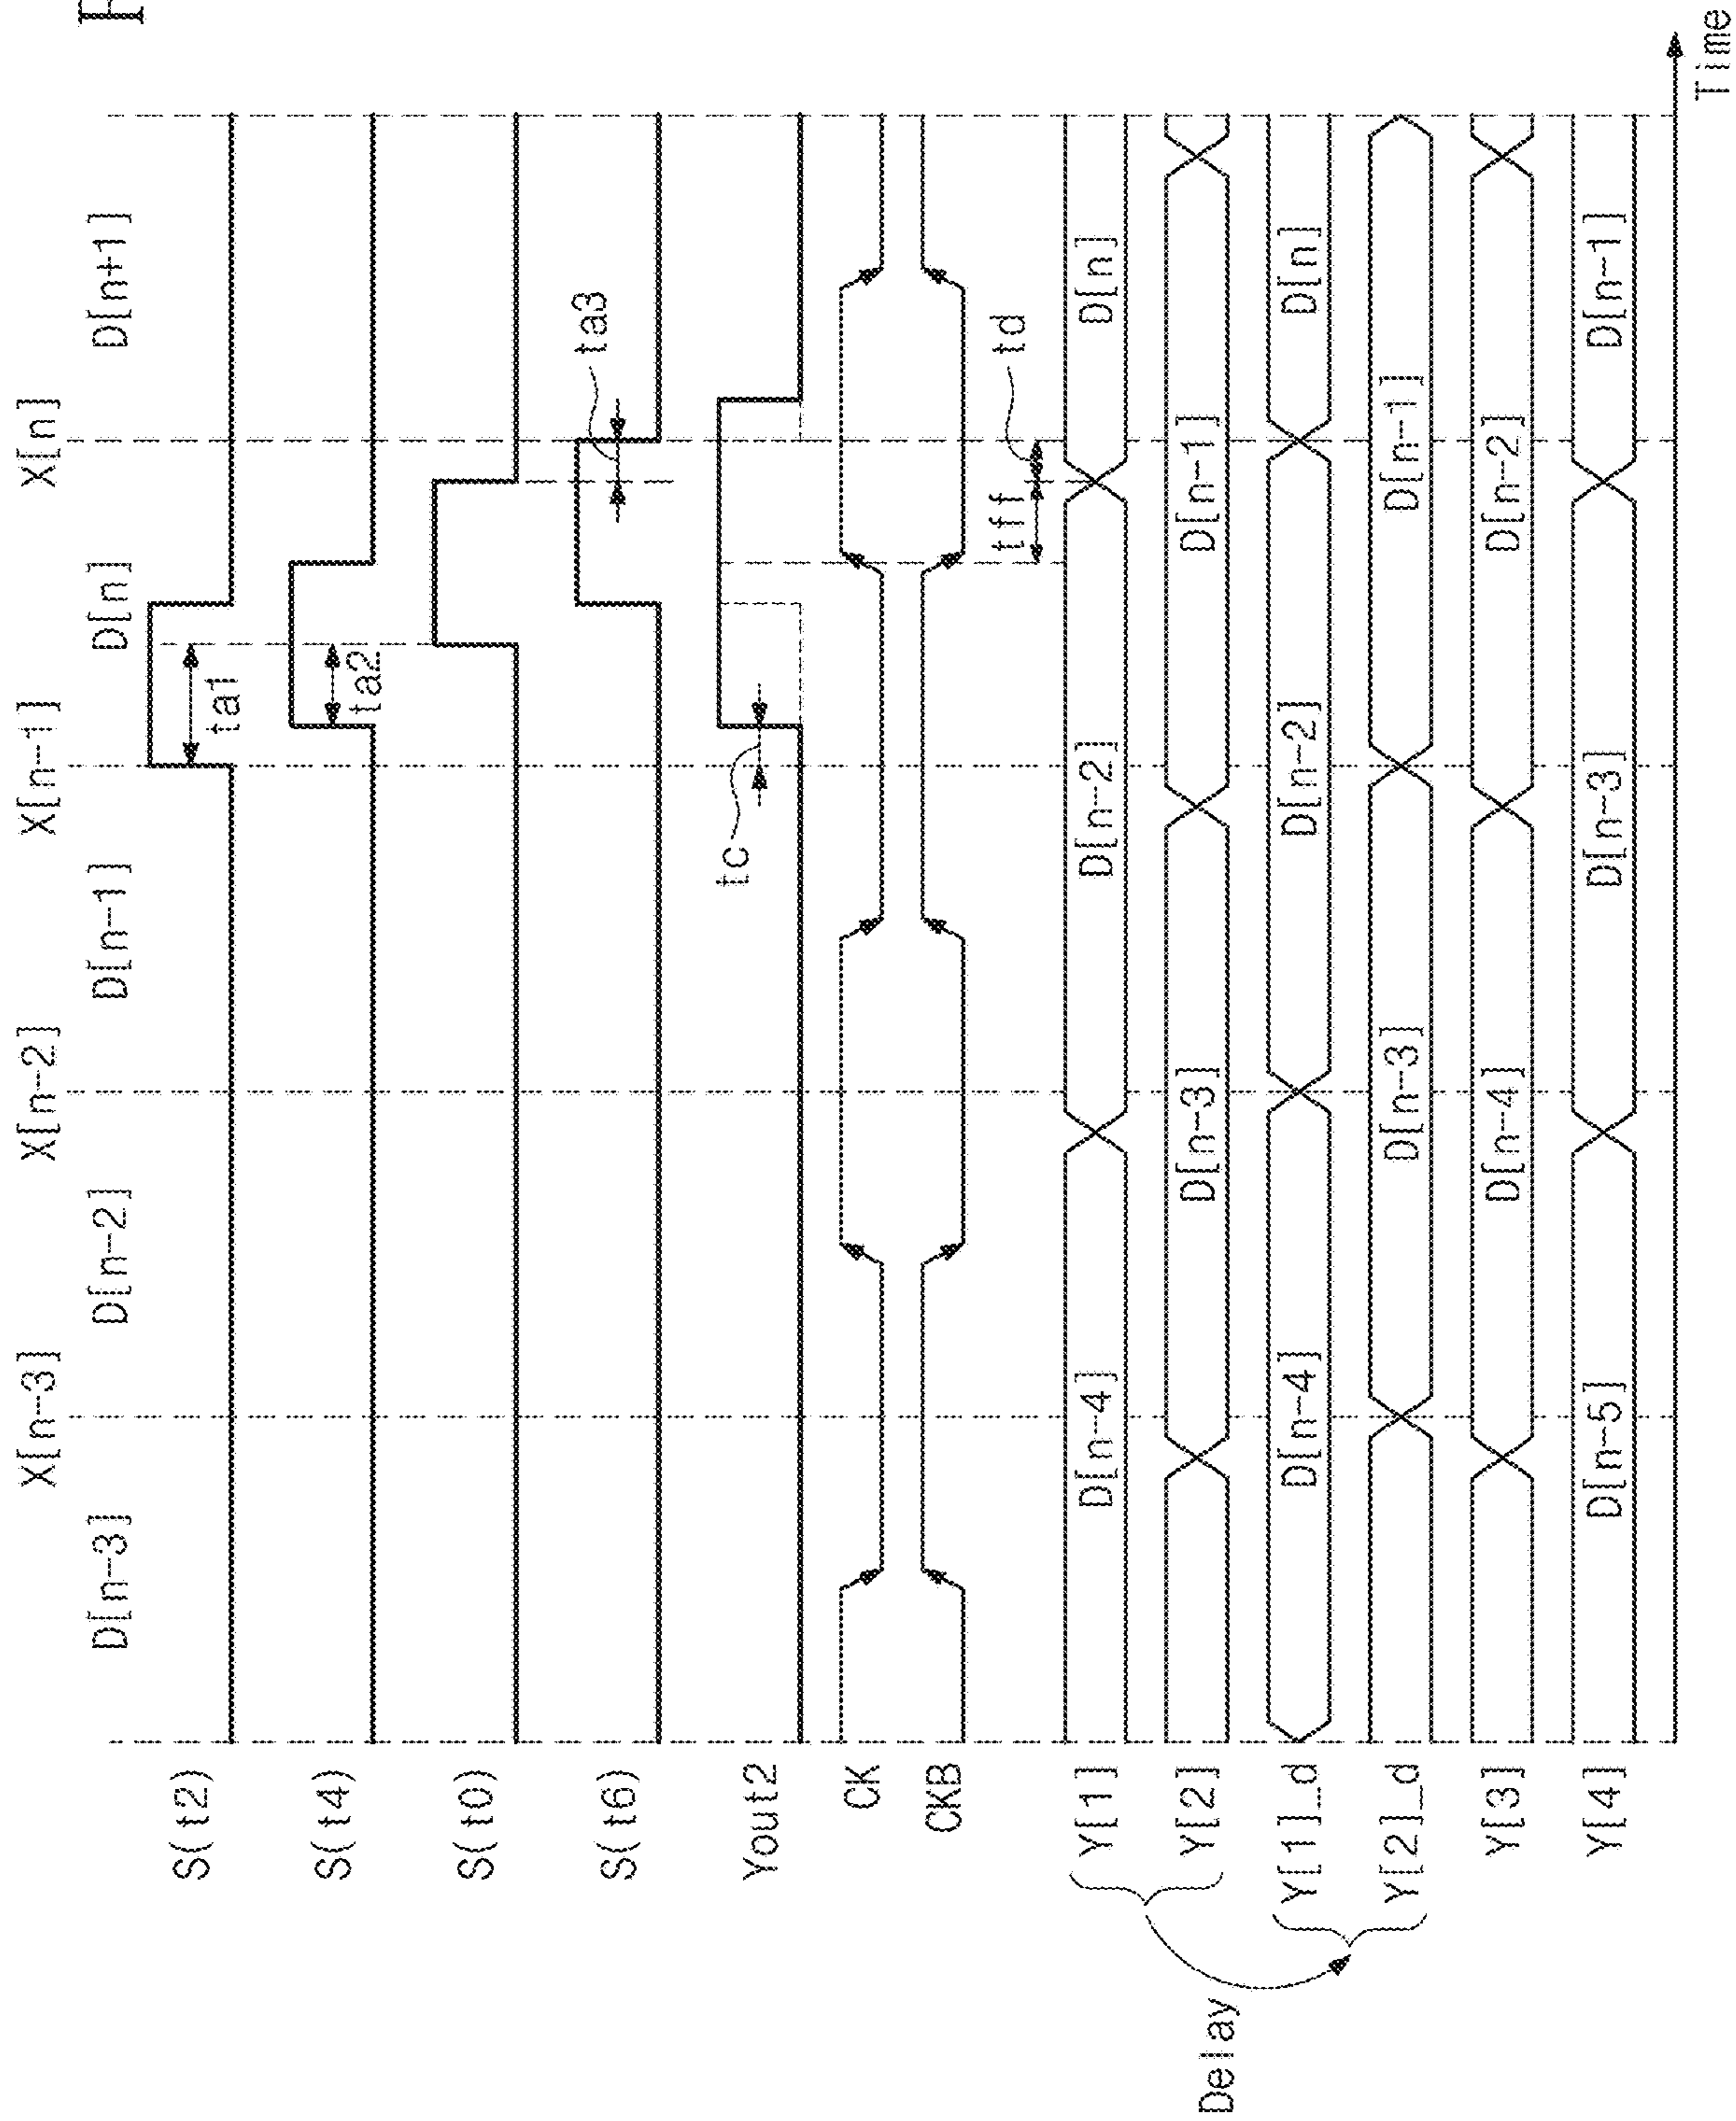 X[n-3] X[n-2] X[n-1] X[n]
D[n-3] D[n-2] D[n-1] D[n] D[n+1]
S(t2)
ta1
S(t4)
ta2
S(t0)
S(t6)
ta3
Yout2
tc
CK
CKB
tff td
Y[1] D[n-4] D[n-2] D[n]
Y[2] D[n-3] D[n-1]
Delay
Y[1]_d D[n-4] D[n-2] D[n]
Y[2]_d D[n-3] D[n-1]
Y[3] D[n-4] D[n-2]
Y[4] D[n-5] D[n-3] D[n-1]
Time